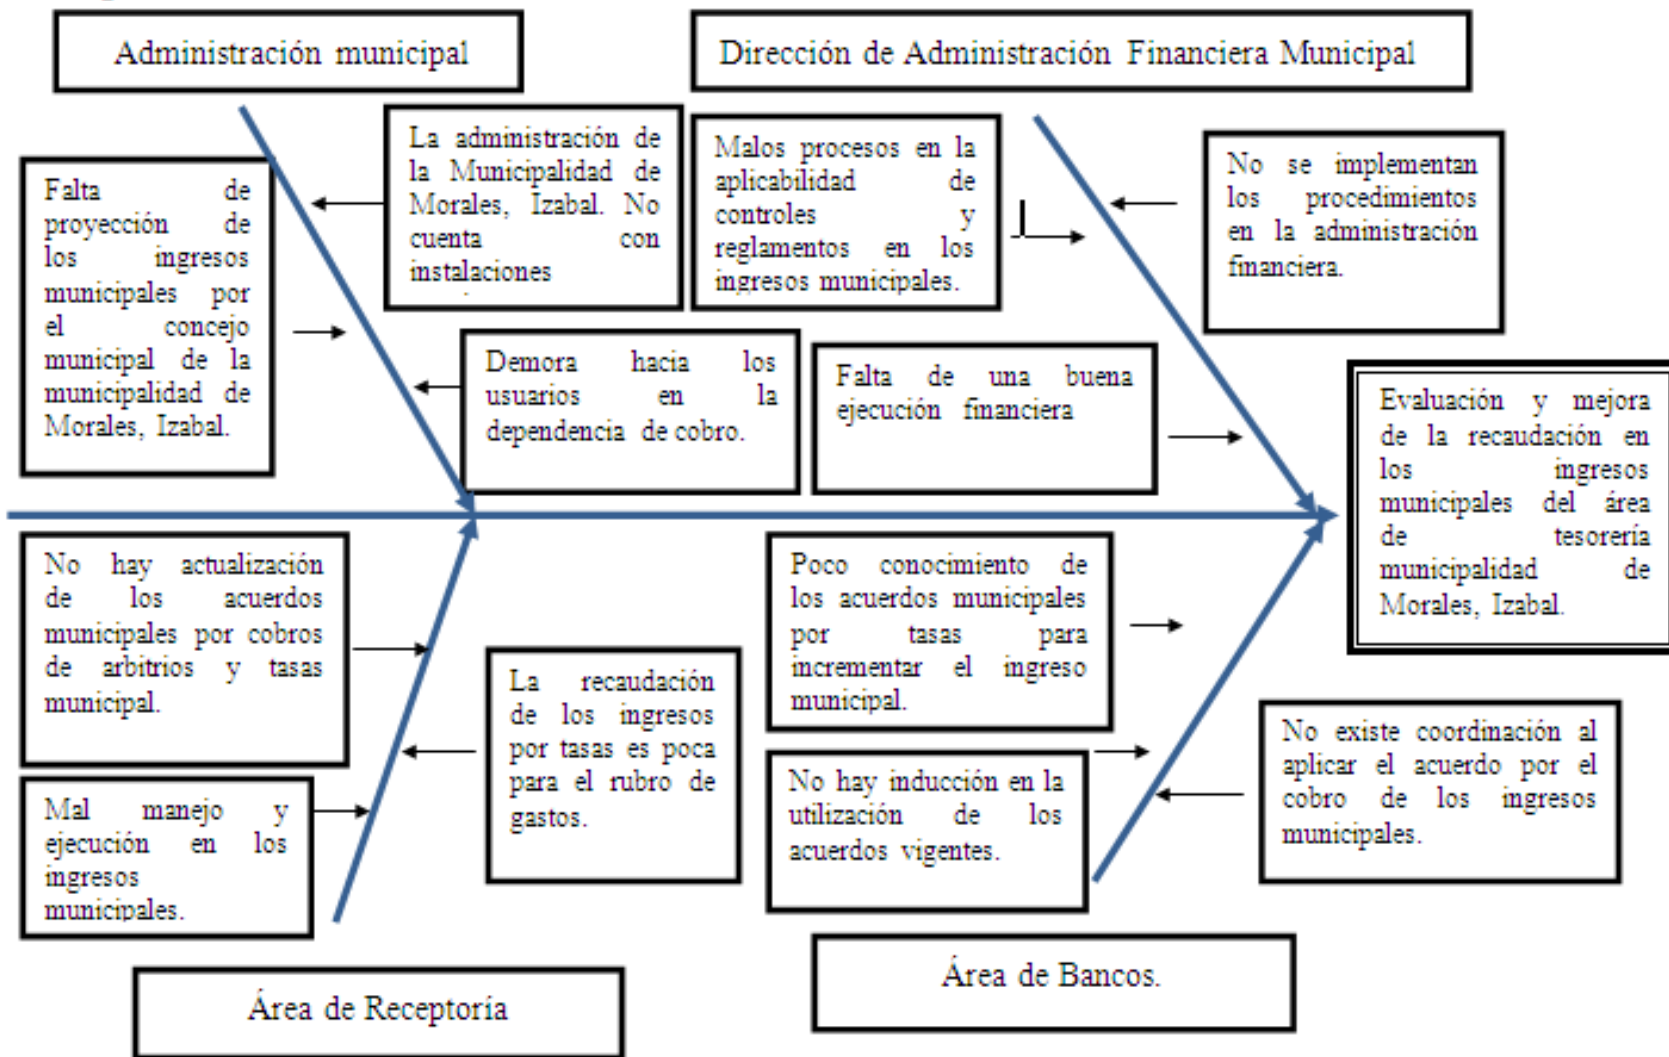 Administración municipal
Dirección de Administración Financiera Municipal
Falta de
proyección de
los ingresos
municipales por
el concejo
municipal de la
municipalidad de
Morales, Izabal.
La administración de
la Municipalidad de
Morales, Izabal. No
cuenta con
instalaciones
Demora hacia los
usuarios en la
dependencia de cobro.
Malos procesos en la
aplicabilidad de
controles y
reglamentos en los
ingresos municipales.
No se implementan
los procedimientos
en la administración
financiera.
Falta de una buena
ejecución financiera
Evaluación y mejora
de la recaudación en
los ingresos
municipales del área
de tesorería
municipalidad de
Morales, Izabal.
No hay actualización
de los acuerdos
municipales por cobros
de arbitrios y tasas
municipal.
Mal manejo y
ejecución en los
ingresos
municipales.
La recaudación
de los ingresos
por tasas es poca
para el rubro de
gastos.
Poco conocimiento de
los acuerdos municipales
por tasas para
incrementar el ingreso
municipal.
No hay inducción en la
utilización de los
acuerdos vigentes.
No existe coordinación al
aplicar el acuerdo por el
cobro de los ingresos
municipales.
Área de Receptoría
Área de Bancos.